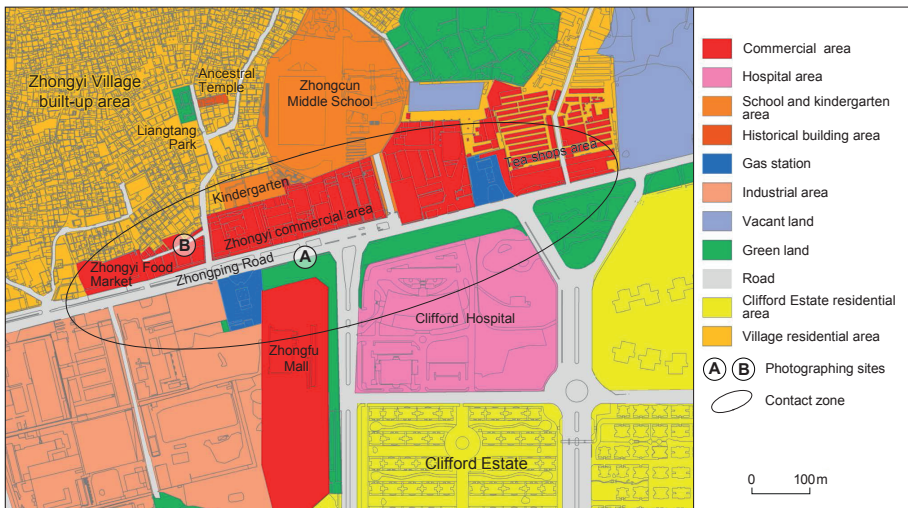 Zhongyi Village
built-up area
Ancestral
Temple
Liangtang
Park
Zhongcun
Middle School
Kindergarten
Zhongyi commercial area
Tea shops area
B
Zhongyi Food
Market
Zhongping Road
A
Clifford Hospital
Zhongfu
Mall
Clifford Estate
Commercial area
Hospital area
School and kindergarten
area
Historical building area
Gas station
Industrial area
Vacant land
Green land
Road
Clifford Estate residential
area
Village residential area
A B Photographing sites
Contact zone
0 100 m